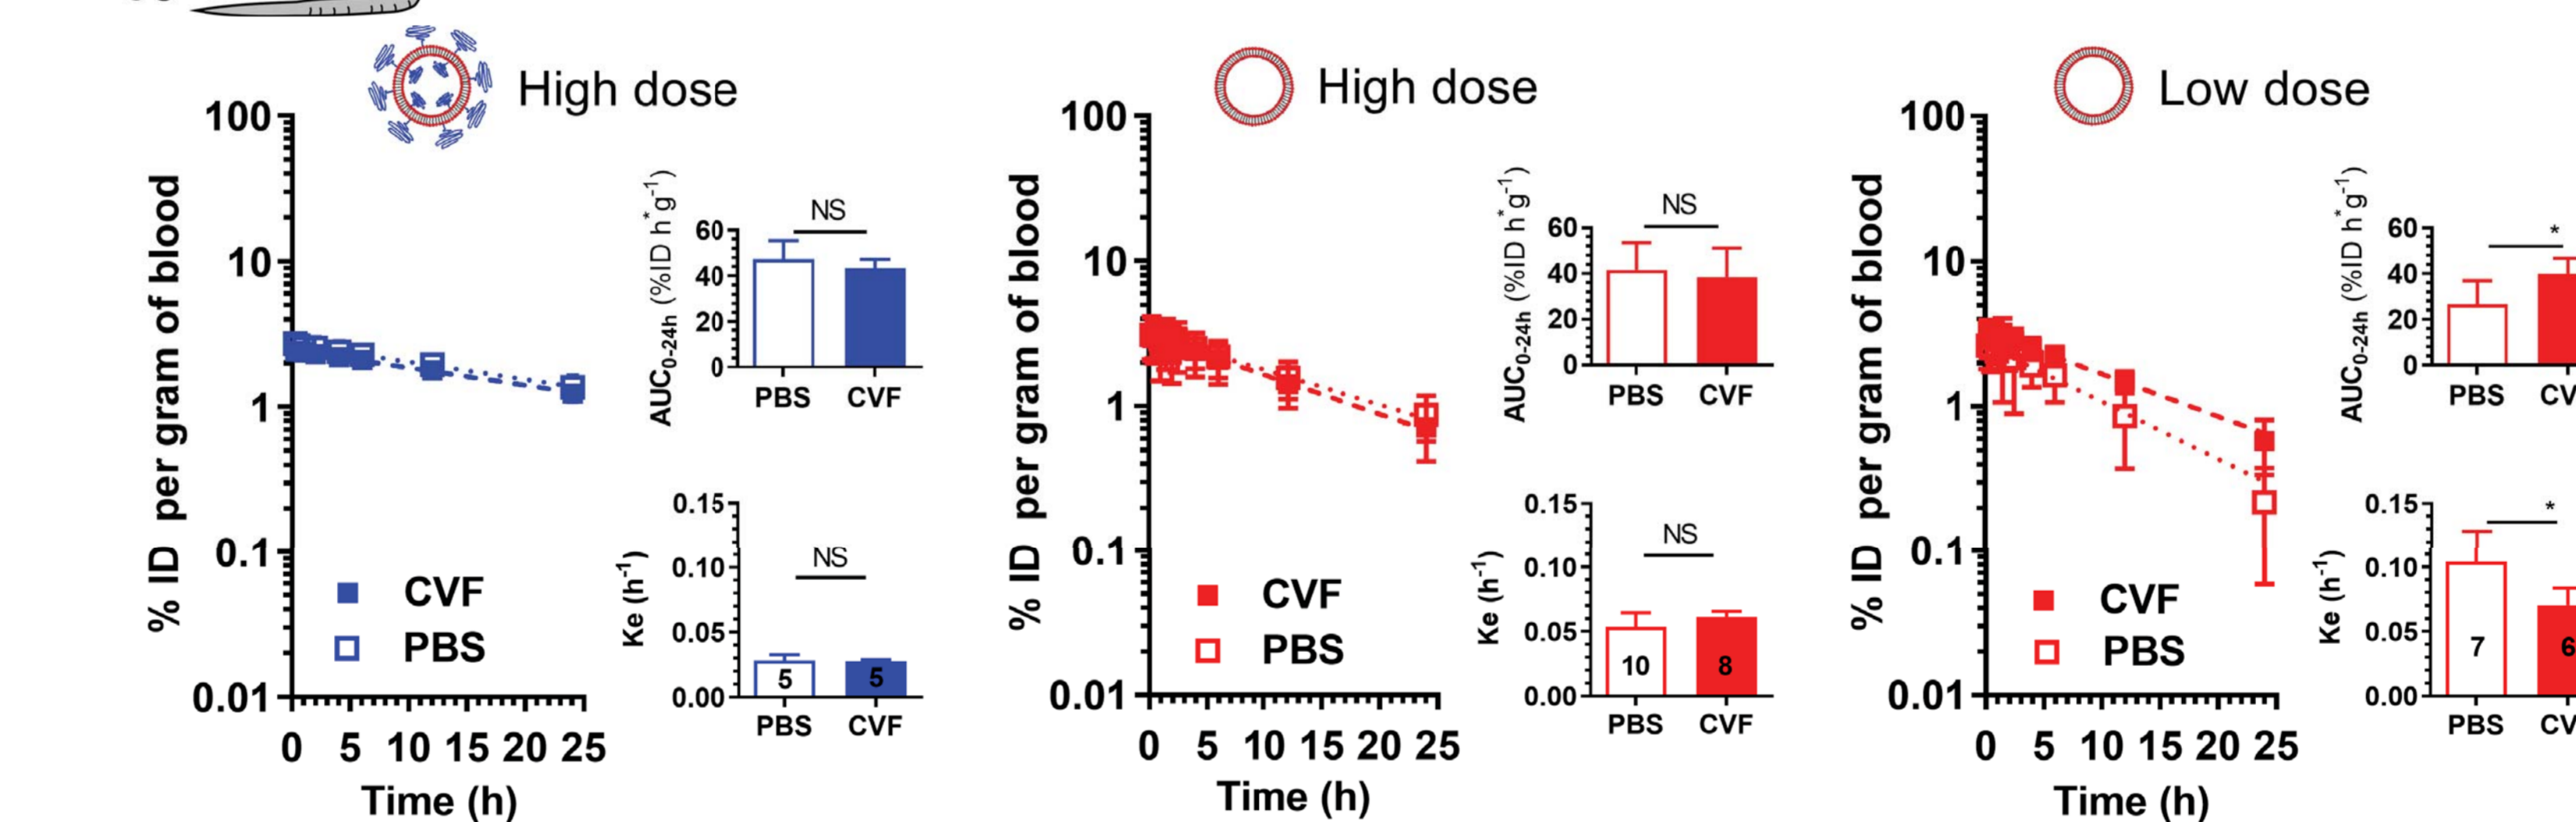 High dose
% ID per gram of blood
100
10
1
0.1
0.01
CVF
PBS
0 5 10 15 20 25
Time (h)
AUC0-24h (%ID h*g-1)
60
40
20
0
NS
PBS CVF
Ke (h-1)
0.15
0.10
0.05
0.00
NS
5 5
PBS CVF
High dose
% ID per gram of blood
100
10
1
0.1
0.01
CVF
PBS
0 5 10 15 20 25
Time (h)
AUC0-24h (%ID h*g-1)
60
40
20
0
NS
PBS CVF
Ke (h-1)
0.15
0.10
0.05
0.00
NS
10 8
PBS CVF
Low dose
% ID per gram of blood
100
10
1
0.1
0.01
CVF
PBS
0 5 10 15 20 25
Time (h)
AUC0-24h (%ID h*g-1)
60
40
20
0
*
PBS CV
Ke (h-1)
0.15
0.10
0.05
0.00
*
7 6
PBS CV